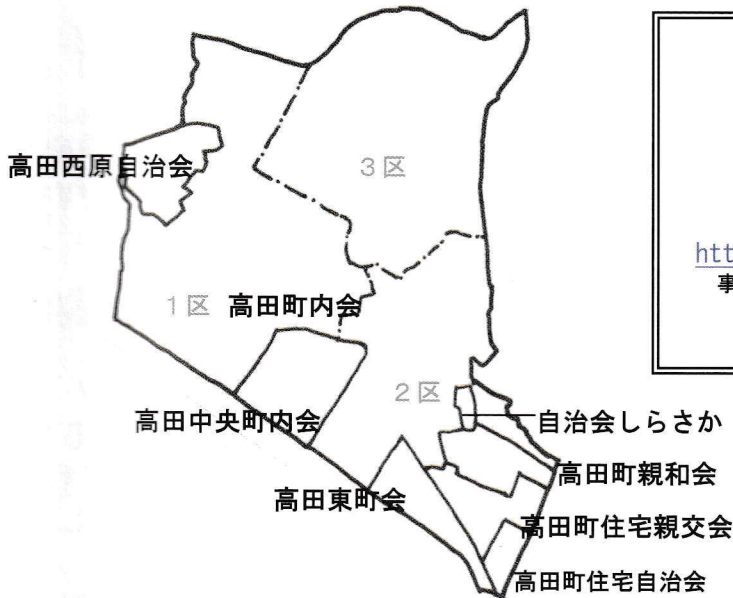 高田西原自治会
3区
htt
事
1区
高田町内会
2区
高田中央町内会
自治会しらさか
高田町親和会
高田東町会
高田町住宅親交会
高田町住宅自治会